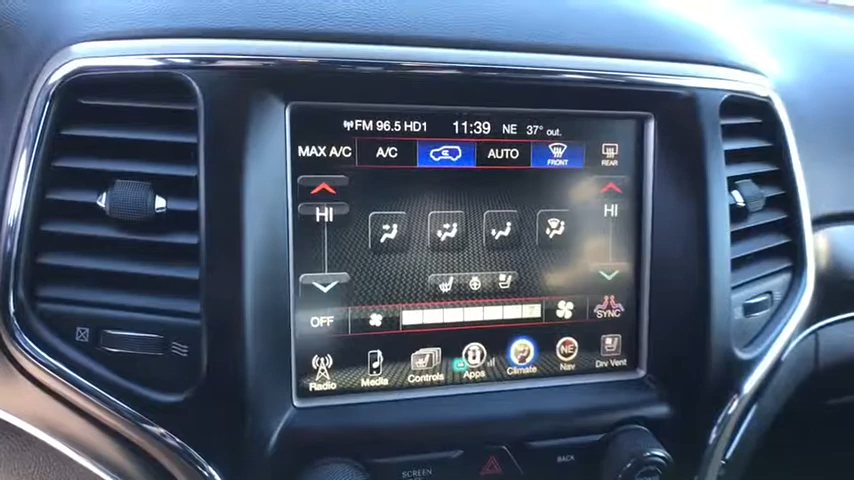 FM 96.5 HD1 11:39 NE 37° out.
MAX A/C A/C AUTO FRONT REAR
HI HI
OFF 7 SYNC
Radio Media Controls Apps Climate Nav Drv Vent
SCREEN BACK